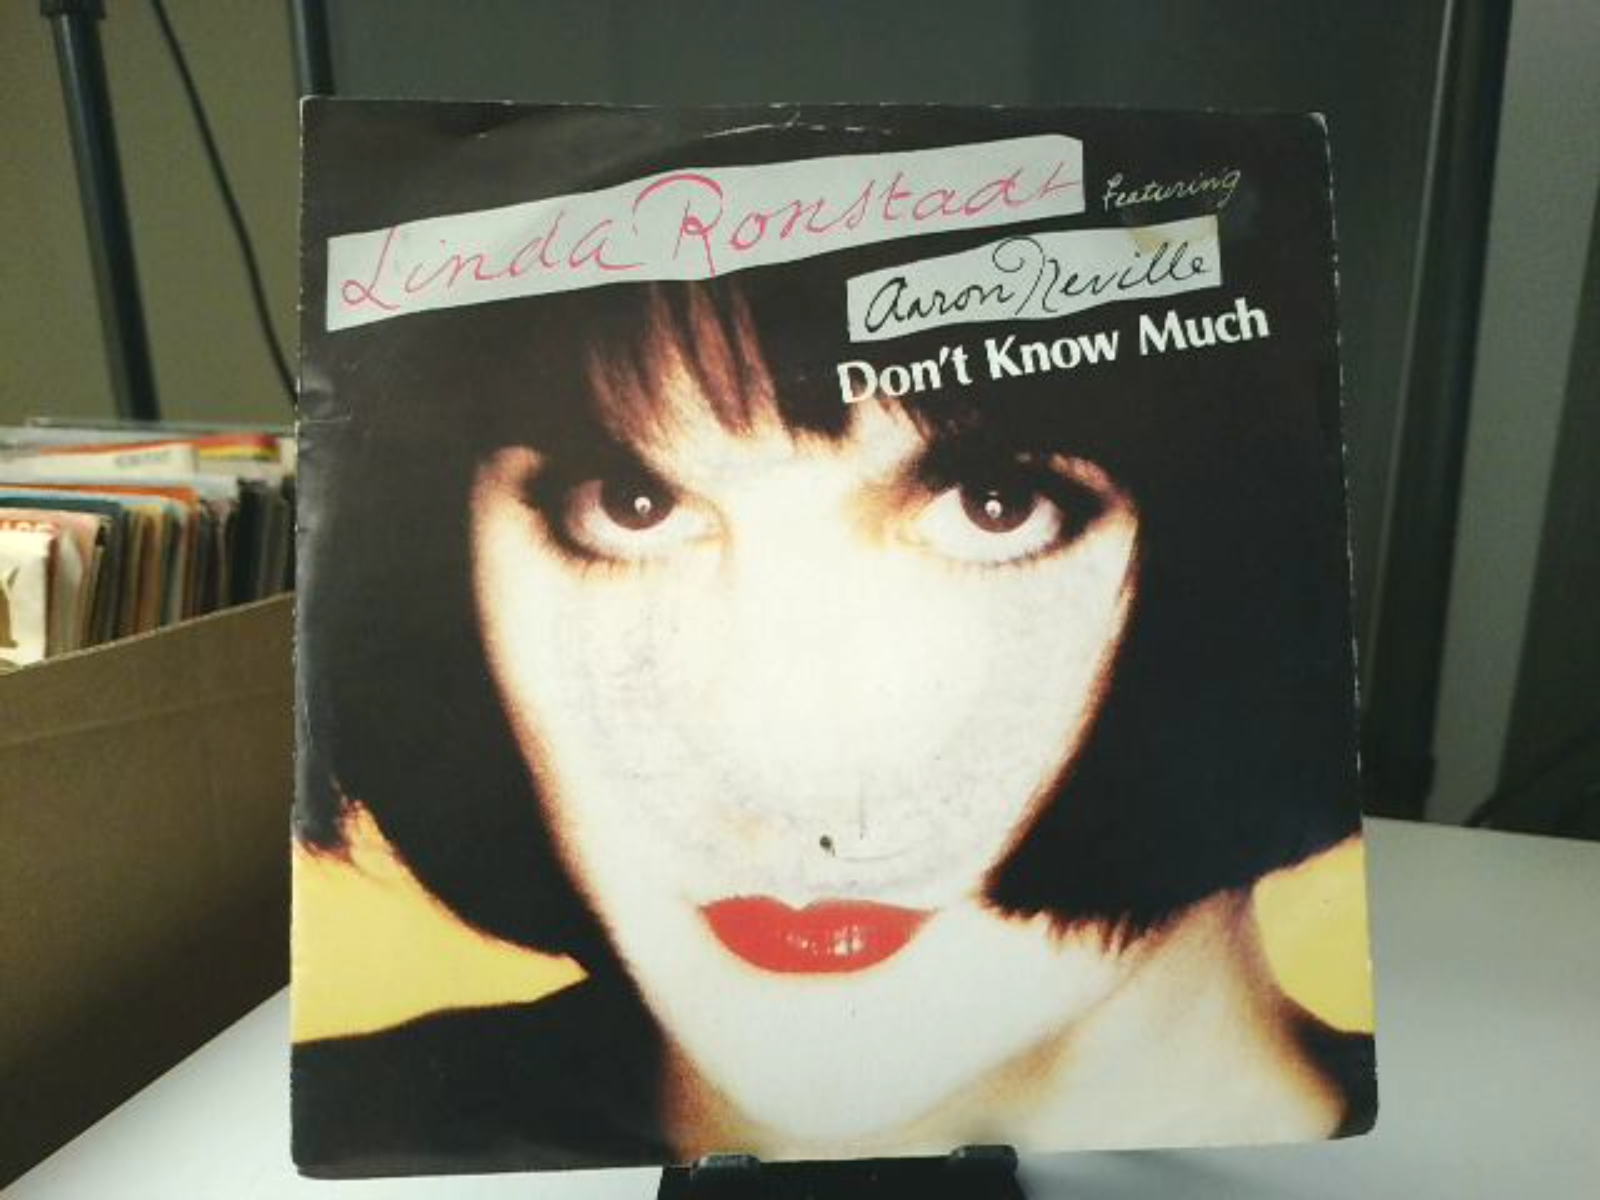 Linda Ronstadt Featuring
Aaron Neville
Don't Know Much